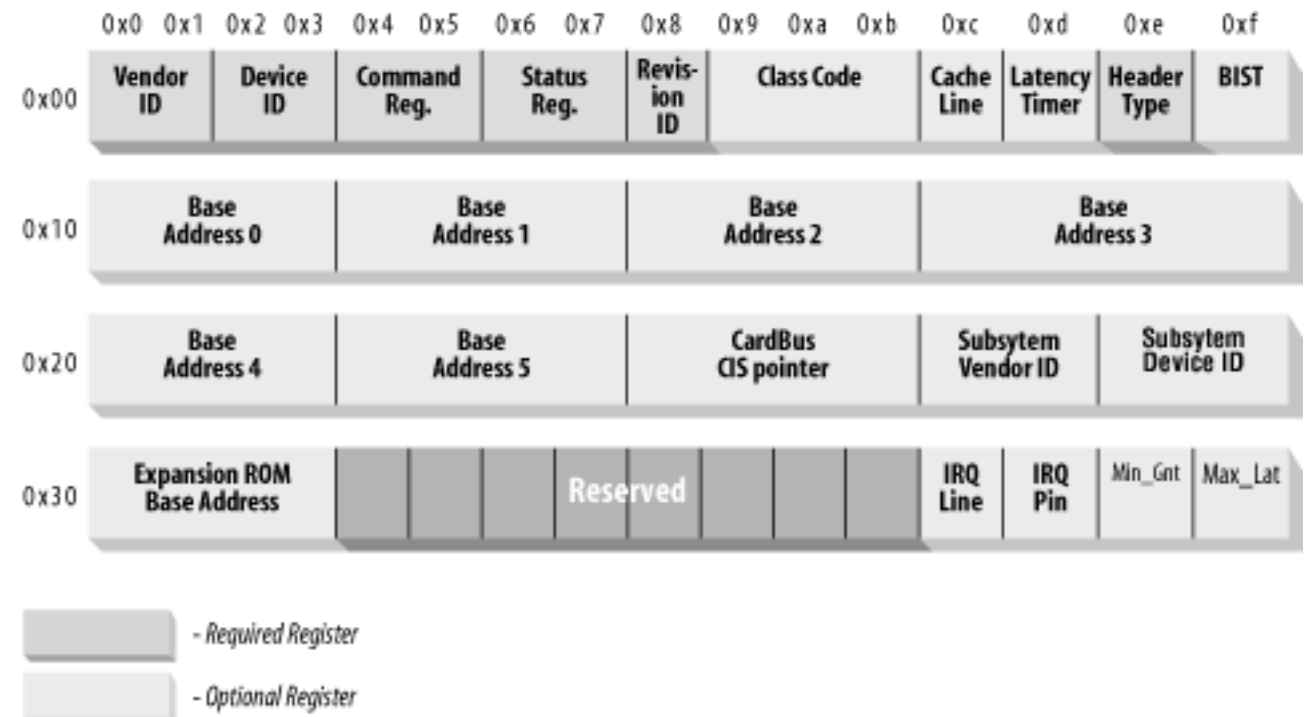 0x0 0x1 0x2 0x3 0x4 0x5 0x6 0x7 0x8 0x9 0xa 0xb 0xc 0xd 0xe 0xf
0x00
Vendor
ID
Device
ID
Command
Reg.
Status
Reg.
Revis-
ion
ID
Class Code
Cache
Line
Latency
Timer
Header
Type
BIST
0x10
Base
Address 0
Base
Address 1
Base
Address 2
Base
Address 3
0x20
Base
Address 4
Base
Address 5
CardBus
CIS pointer
Subsytem
Vendor ID
Subsytem
Device ID
0x30
Expansion ROM
Base Address
Reserved
IRQ
Line
IRQ
Pin
Min_Gnt
Max_Lat
- Required Register
- Optional Register